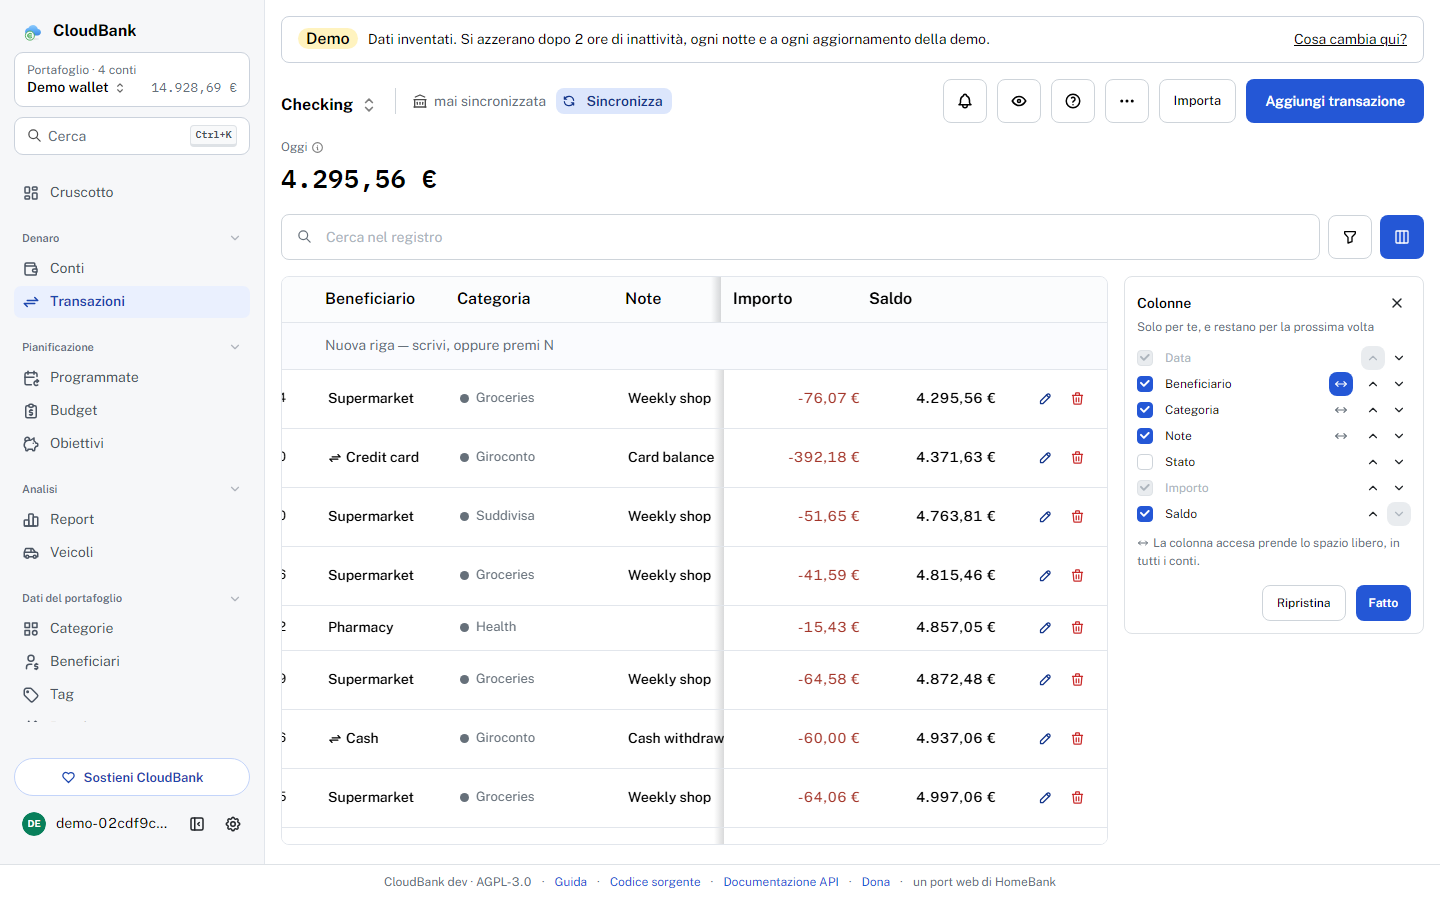 CloudBank
Portafoglio · 4 conti
Demo wallet 14.928,69 €
Cerca Ctrl+K
Cruscotto
Denaro
Conti
Transazioni
Pianificazione
Programmate
Budget
Obiettivi
Analisi
Report
Veicoli
Dati del portafoglio
Categorie
Beneficiari
Tag
Sostieni CloudBank
DE demo-02cdf9c...
Demo Dati inventati. Si azzerano dopo 2 ore di inattività, ogni notte e a ogni aggiornamento della demo. Cosa cambia qui?
Checking mai sincronizzata Sincronizza Importa Aggiungi transazione
Oggi
4.295,56 €
Cerca nel registro
Beneficiario Categoria Note Importo Saldo
Nuova riga — scrivi, oppure premi N
4 Supermarket Groceries Weekly shop -76,07 € 4.295,56 €
0 Credit card Giroconto Card balance -392,18 € 4.371,63 €
0 Supermarket Suddivisa Weekly shop -51,65 € 4.763,81 €
6 Supermarket Groceries Weekly shop -41,59 € 4.815,46 €
2 Pharmacy Health -15,43 € 4.857,05 €
9 Supermarket Groceries Weekly shop -64,58 € 4.872,48 €
6 Cash Giroconto Cash withdraw -60,00 € 4.937,06 €
5 Supermarket Groceries Weekly shop -64,06 € 4.997,06 €
Colonne
Solo per te, e restano per la prossima volta
Data
Beneficiario
Categoria
Note
Stato
Importo
Saldo
↔ La colonna accesa prende lo spazio libero, in
tutti i conti.
Ripristina Fatto
CloudBank dev · AGPL-3.0 · Guida · Codice sorgente · Documentazione API · Dona · un port web di HomeBank